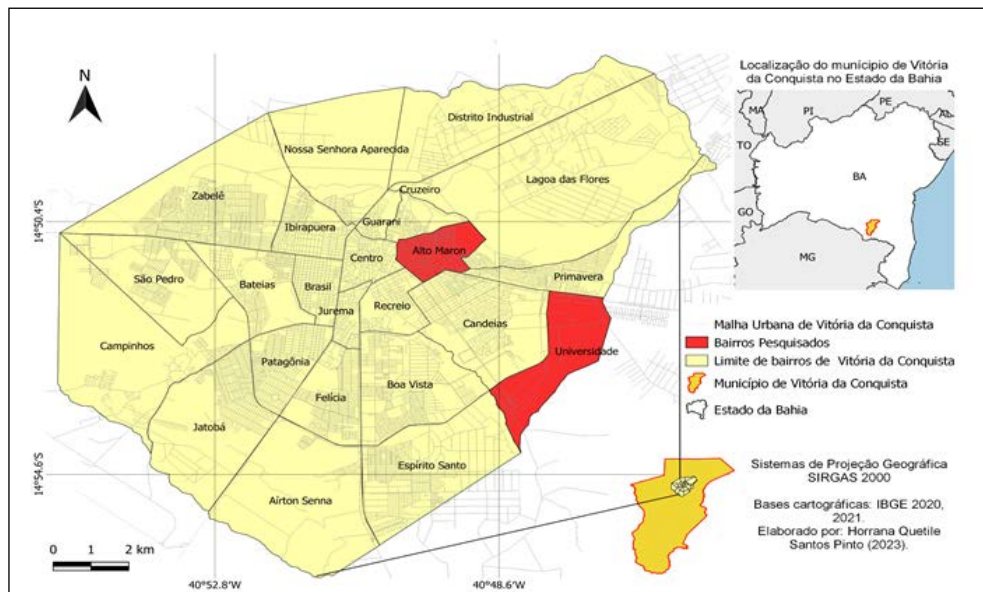 N
Distrito Industrial
Nossa Senhora Aparecida
Cruzeiro
Lagoa das Flores
Zabelê
Guarani
Ibirapuera
Alto Maron
Centro
São Pedro
Primavera
Bateias
Brasil
Recreio
Jurema
Candeias
Campinhos
Universidade
Patagônia
Boa Vista
Felícia
Jatobá
Espírito Santo
Aírton Senna
14°50.4'S
14°54.6'S
40°52.8'W
40°48.6'W
0 1 2 km
Localização do munícipio de Vitória
da Conquista no Estado da Bahia
MA
PI
PE
AL
SE
TO
BA
GO
MG
Malha Urbana de Vitória da Conquista
Bairros Pesquisados
Limite de bairros de Vitória da Conquista
Município de Vitória da Conquista
Estado da Bahia
Sistemas de Projeção Geográfica
SIRGAS 2000
Bases cartográficas: IBGE 2020,
2021.
Elaborado por: Horrana Quetile
Santos Pinto (2023).